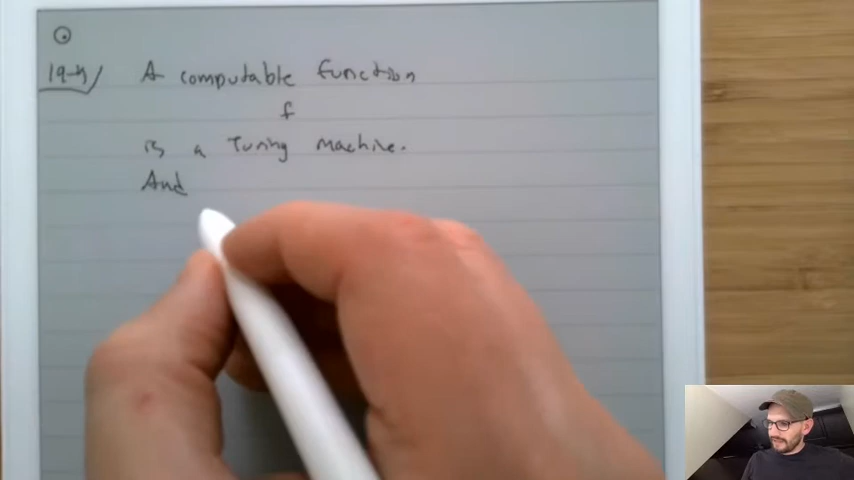 19-4/ A computable function
f
is a Turing machine.
And